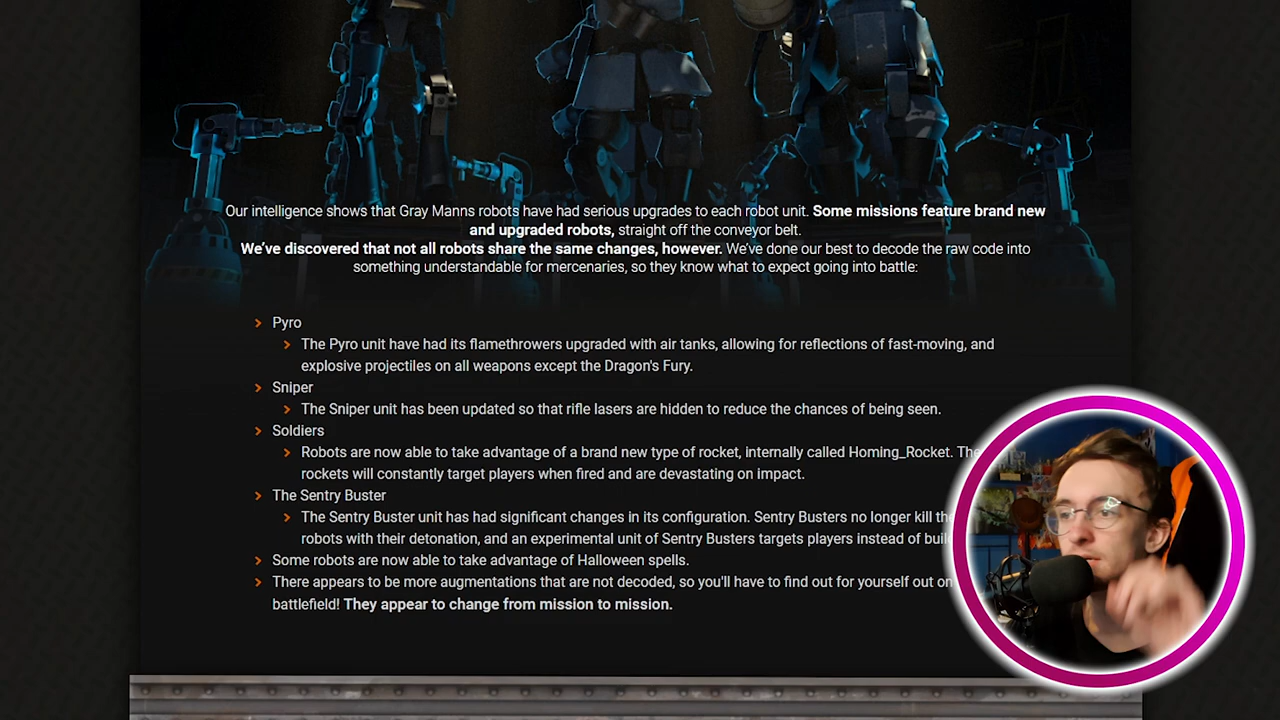 Our intelligence shows that Gray Manns robots have had serious upgrades to each robot unit. Some missions feature brand new
and upgraded robots, straight off the conveyor belt.
We've discovered that not all robots share the same changes, however. We've done our best to decode the raw code into
something understandable for mercenaries, so they know what to expect going into battle:
Pyro
The Pyro unit have had its flamethrowers upgraded with air tanks, allowing for reflections of fast-moving, and
explosive projectiles on all weapons except the Dragon's Fury.
Sniper
The Sniper unit has been updated so that rifle lasers are hidden to reduce the chances of being seen.
Soldiers
Robots are now able to take advantage of a brand new type of rocket, internally called Homing_Rocket.
rockets will constantly target players when fired and are devastating on impact.
The Sentry Buster
The Sentry Buster unit has had significant changes in its configuration. Sentry Busters no longer kill
robots with their detonation, and an experimental unit of Sentry Busters targets players instead of
Some robots are now able to take advantage of Halloween spells.
There appears to be more augmentations that are not decoded, so you'll have to find out for yourself out on
battlefield! They appear to change from mission to mission.